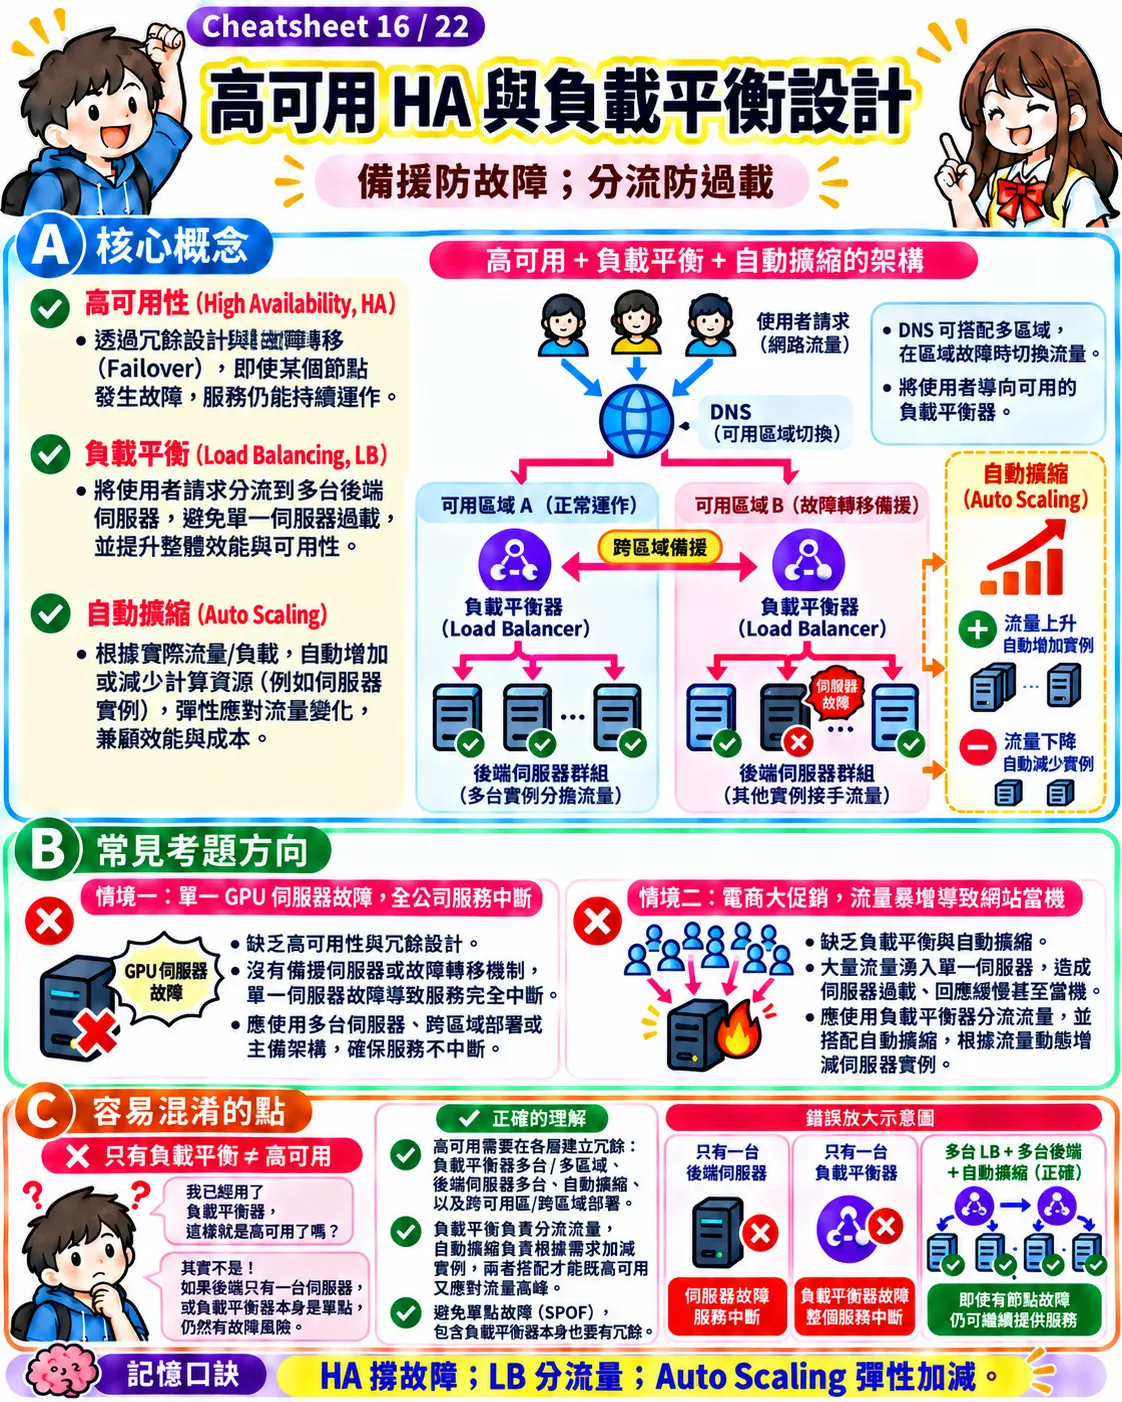 Cheatsheet 16 / 22
高可用 HA 與負載平衡設計
備援防故障；分流防過載
A 核心概念
高可用性 (High Availability, HA)
• 透過冗餘設計與故障轉移
（Failover），即使某個節點
發生故障，服務仍能持續運作。
負載平衡 (Load Balancing, LB)
• 將使用者請求分流到多台後端
伺服器，避免單一伺服器過載，
並提升整體效能與可用性。
自動擴縮 (Auto Scaling)
• 根據實際流量/負載，自動增加
或減少計算資源（例如伺服器
實例），彈性應對流量變化，
兼顧效能與成本。
高可用 + 負載平衡 + 自動擴縮的架構
使用者請求
（網路流量）
DNS
（可用區域切換）
• DNS 可搭配多區域，
在區域故障時切換流量。
• 將使用者導向可用的
負載平衡器。
可用區域 A（正常運作）
可用區域 B（故障轉移備援）
跨區域備援
負載平衡器
（Load Balancer）
負載平衡器
（Load Balancer）
伺服器
故障
後端伺服器群組
（多台實例分擔流量）
後端伺服器群組
（其他實例接手流量）
自動擴縮
（Auto Scaling）
流量上升
自動增加實例
流量下降
自動減少實例
B 常見考題方向
情境一：單一 GPU 伺服器故障，全公司服務中斷
GPU 伺服器
故障
• 缺乏高可用性與冗餘設計。
• 沒有備援伺服器或故障轉移機制，
單一伺服器故障導致服務完全中斷。
• 應使用多台伺服器、跨區域部署或
主備架構，確保服務不中斷。
情境二：電商大促銷，流量暴增導致網站當機
• 缺乏負載平衡與自動擴縮。
• 大量流量湧入單一伺服器，造成
伺服器過載、回應緩慢甚至當機。
• 應使用負載平衡器分流流量，並
搭配自動擴縮，根據流量動態增
減伺服器實例。
C 容易混淆的點
只有負載平衡 ≠ 高可用
? ?
我已經用了
負載平衡器，
這樣就是高可用了嗎？
其實不是！
如果後端只有一台伺服器，
或負載平衡器本身是單點，
仍然有故障風險。
正確的理解
高可用需要在各層建立冗餘：
負載平衡器多台 / 多區域、
後端伺服器多台、自動擴縮、
以及跨可用區/跨區域部署。
負載平衡負責分流流量，
自動擴縮負責根據需求加減
實例，兩者搭配才能既高可用
又應對流量高峰。
避免單點故障 (SPOF)，
包含負載平衡器本身也要有冗餘。
錯誤放大示意圖
只有一台
後端伺服器
伺服器故障
服務中斷
只有一台
負載平衡器
負載平衡器故障
整個服務中斷
多台 LB + 多台後端
+ 自動擴縮（正確）
即使有節點故障
仍可繼續提供服務
記憶口訣
HA 撐故障；LB 分流量；Auto Scaling 彈性加減。